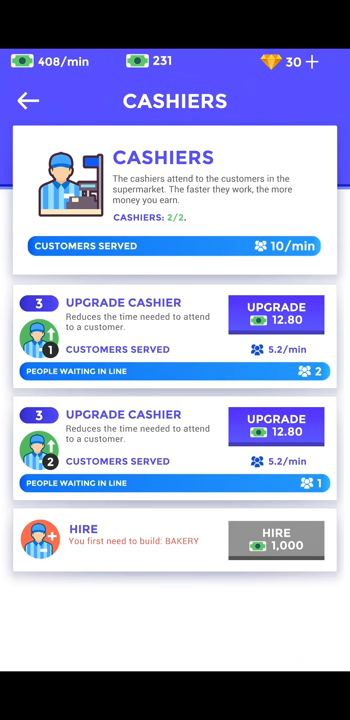 408/min 231 30 +
CASHIERS
CASHIERS
The cashiers attend to the customers in the
supermarket. The faster they work, the more
money you earn.
CASHIERS: 2/2.
CUSTOMERS SERVED 10/min
3 UPGRADE CASHIER UPGRADE
Reduces the time needed to attend 12.80
to a customer.
1 CUSTOMERS SERVED 5.2/min
PEOPLE WAITING IN LINE 2
3 UPGRADE CASHIER UPGRADE
Reduces the time needed to attend 12.80
to a customer.
2 CUSTOMERS SERVED 5.2/min
PEOPLE WAITING IN LINE 1
HIRE HIRE
You first need to build: BAKERY 1,000